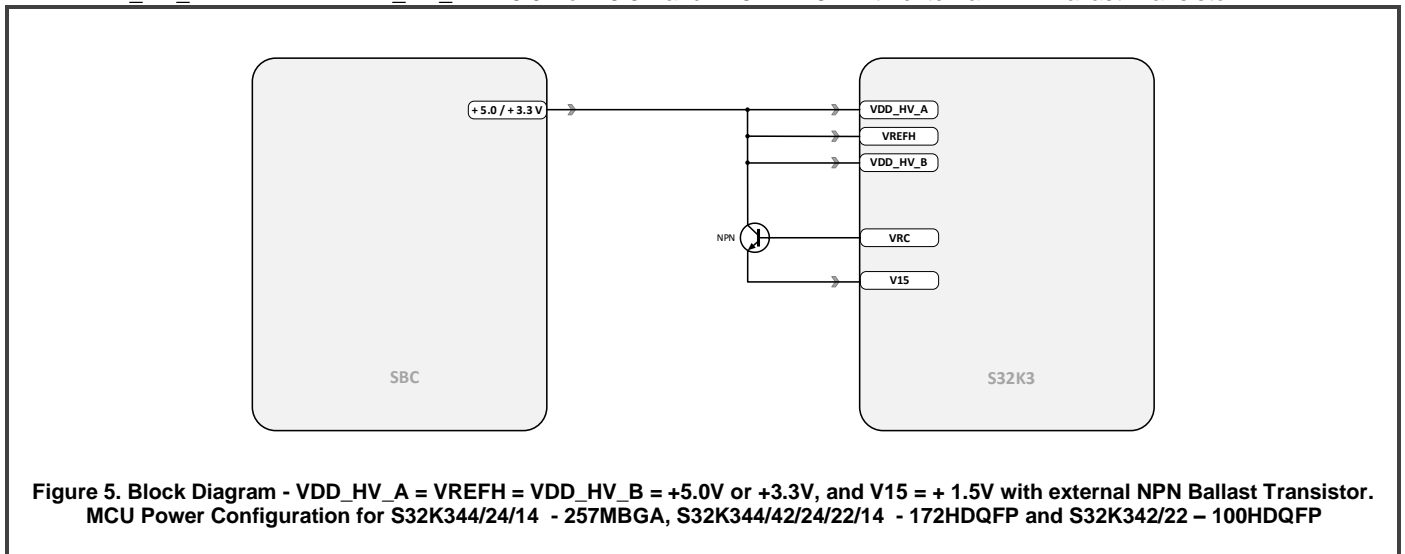 + 5.0 / + 3.3 V
VDD_HV_A
VREFH
VDD_HV_B
NPN
VRC
V15
SBC
S32K3
Figure 5. Block Diagram - VDD_HV_A = VREFH = VDD_HV_B = +5.0V or +3.3V, and V15 = + 1.5V with external NPN Ballast Transistor.
MCU Power Configuration for S32K344/24/14 - 257MBGA, S32K344/42/24/22/14 - 172HDQFP and S32K342/22 – 100HDQFP